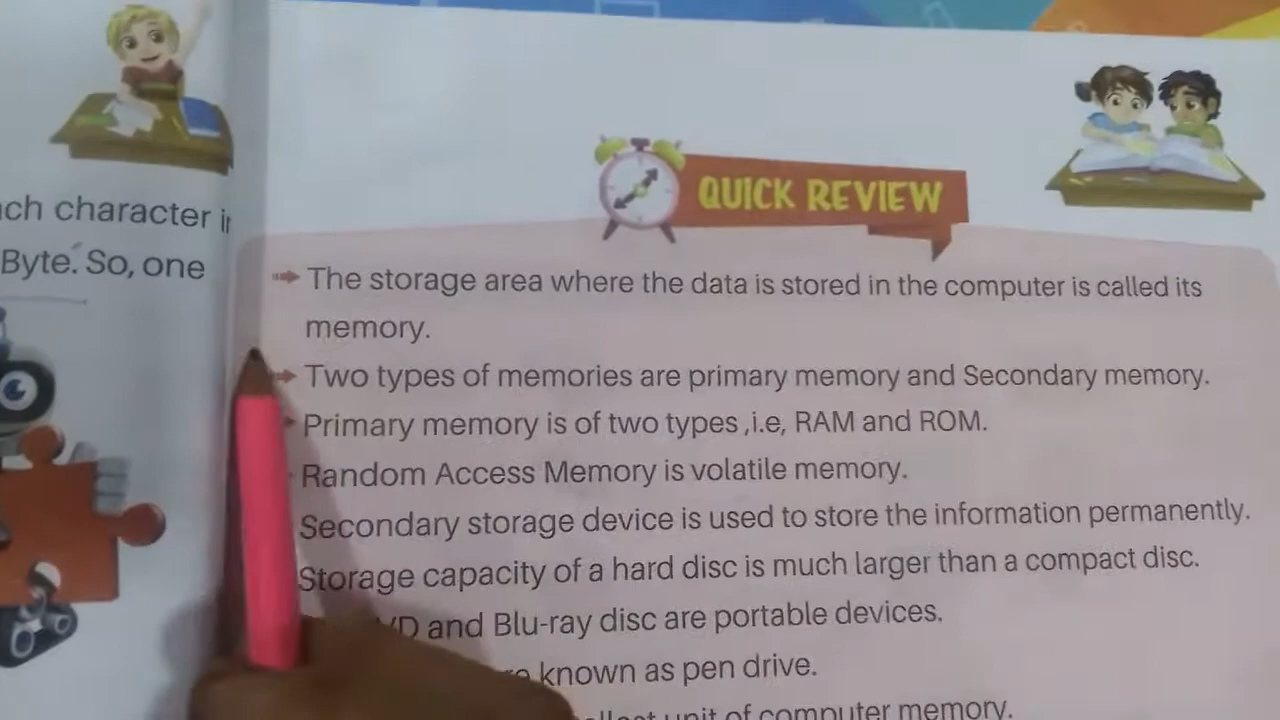 ach character in
Byte. So, one
QUICK REVIEW
The storage area where the data is stored in the computer is called its
memory.
Two types of memories are primary memory and Secondary memory.
Primary memory is of two types ,i.e, RAM and ROM.
Random Access Memory is volatile memory.
Secondary storage device is used to store the information permanently.
Storage capacity of a hard disc is much larger than a compact disc.
and Blu-ray disc are portable devices.
known as pen drive.
unit of computer memory.